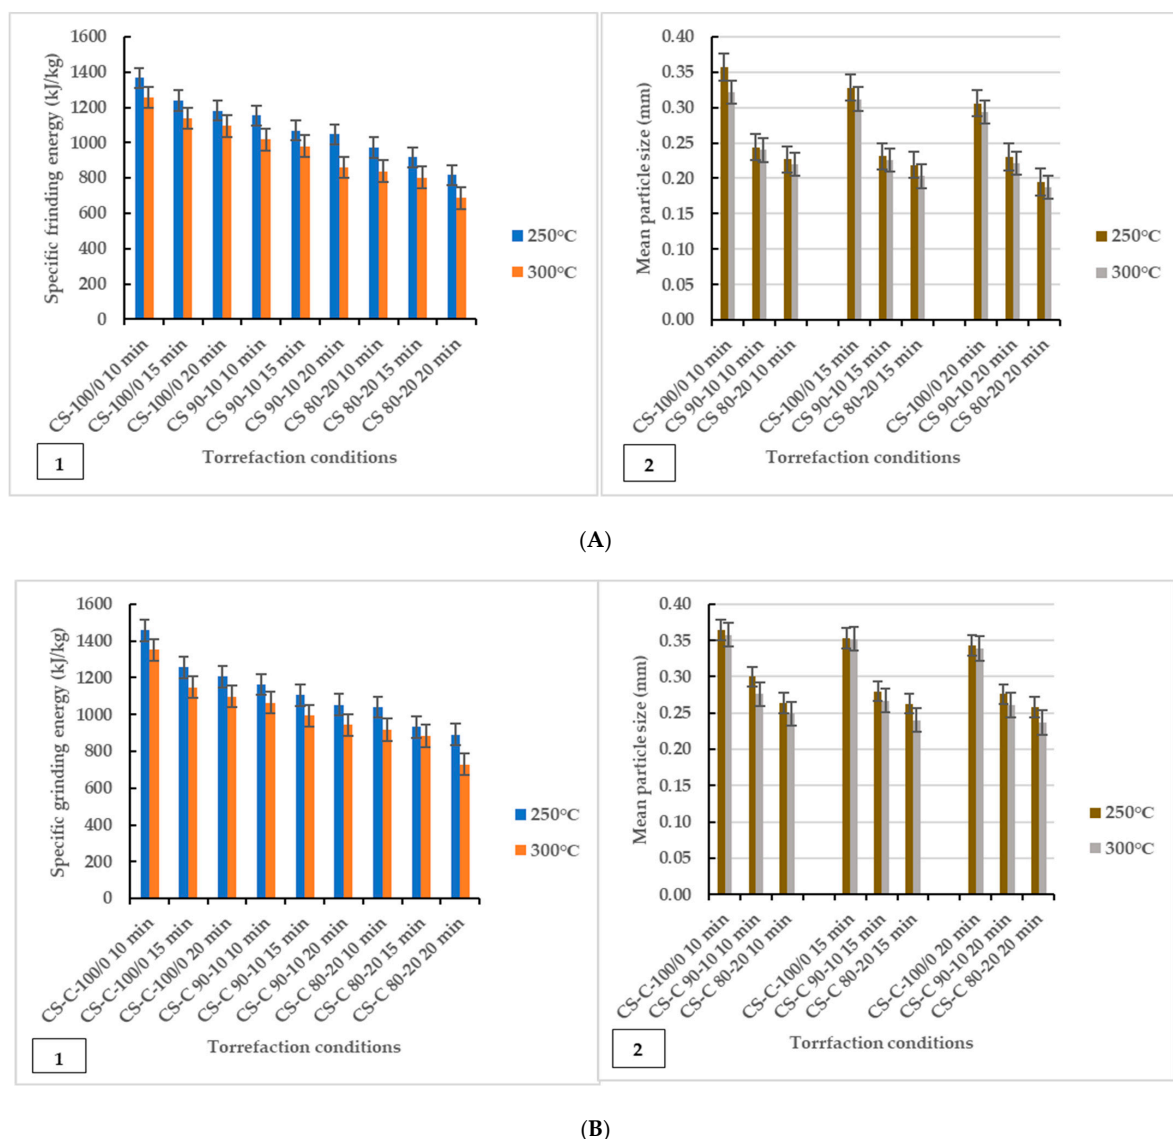 1600
1400
1200
1000
800
600
400
200
0
Specific frinding energy (kJ/kg)
250°C
300°C
CS-100/0 10 min
CS-100/0 15 min
CS-100/0 20 min
CS 90-10 10 min
CS 90-10 15 min
CS 90-10 20 min
CS 80-20 10 min
CS 80-20 15 min
CS 80-20 20 min
Torrefaction conditions
1
0.40
0.35
0.30
0.25
0.20
0.15
0.10
0.05
0.00
Mean particle size (mm)
250°C
300°C
CS-100/0 10 min
CS 90-10 10 min
CS 80-20 10 min
CS-100/0 15 min
CS 90-10 15 min
CS 80-20 15 min
CS-100/0 20 min
CS 90-10 20 min
CS 80-20 20 min
Torrefaction conditions
2
(A)
1600
1400
1200
1000
800
600
400
200
0
Specific grinding energy (kJ/kg)
250°C
300°C
CS-C-100/0 10 min
CS-C-100/0 15 min
CS-C-100/0 20 min
CS-C 90-10 10 min
CS-C 90-10 15 min
CS-C 90-10 20 min
CS-C 80-20 10 min
CS-C 80-20 15 min
CS-C 80-20 20 min
Torrefaction conditions
1
0.40
0.35
0.30
0.25
0.20
0.15
0.10
0.05
0.00
Mean particle size (mm)
250°C
300°C
CS-C-100/0 10 min
CS-C 90-10 10 min
CS-C 80-20 10 min
CS-C-100/0 15 min
CS-C 90-10 15 min
CS-C 80-20 15 min
CS-C-100/0 20 min
CS-C 90-10 20 min
CS-C 80-20 20 min
Torrfaction conditions
2
(B)